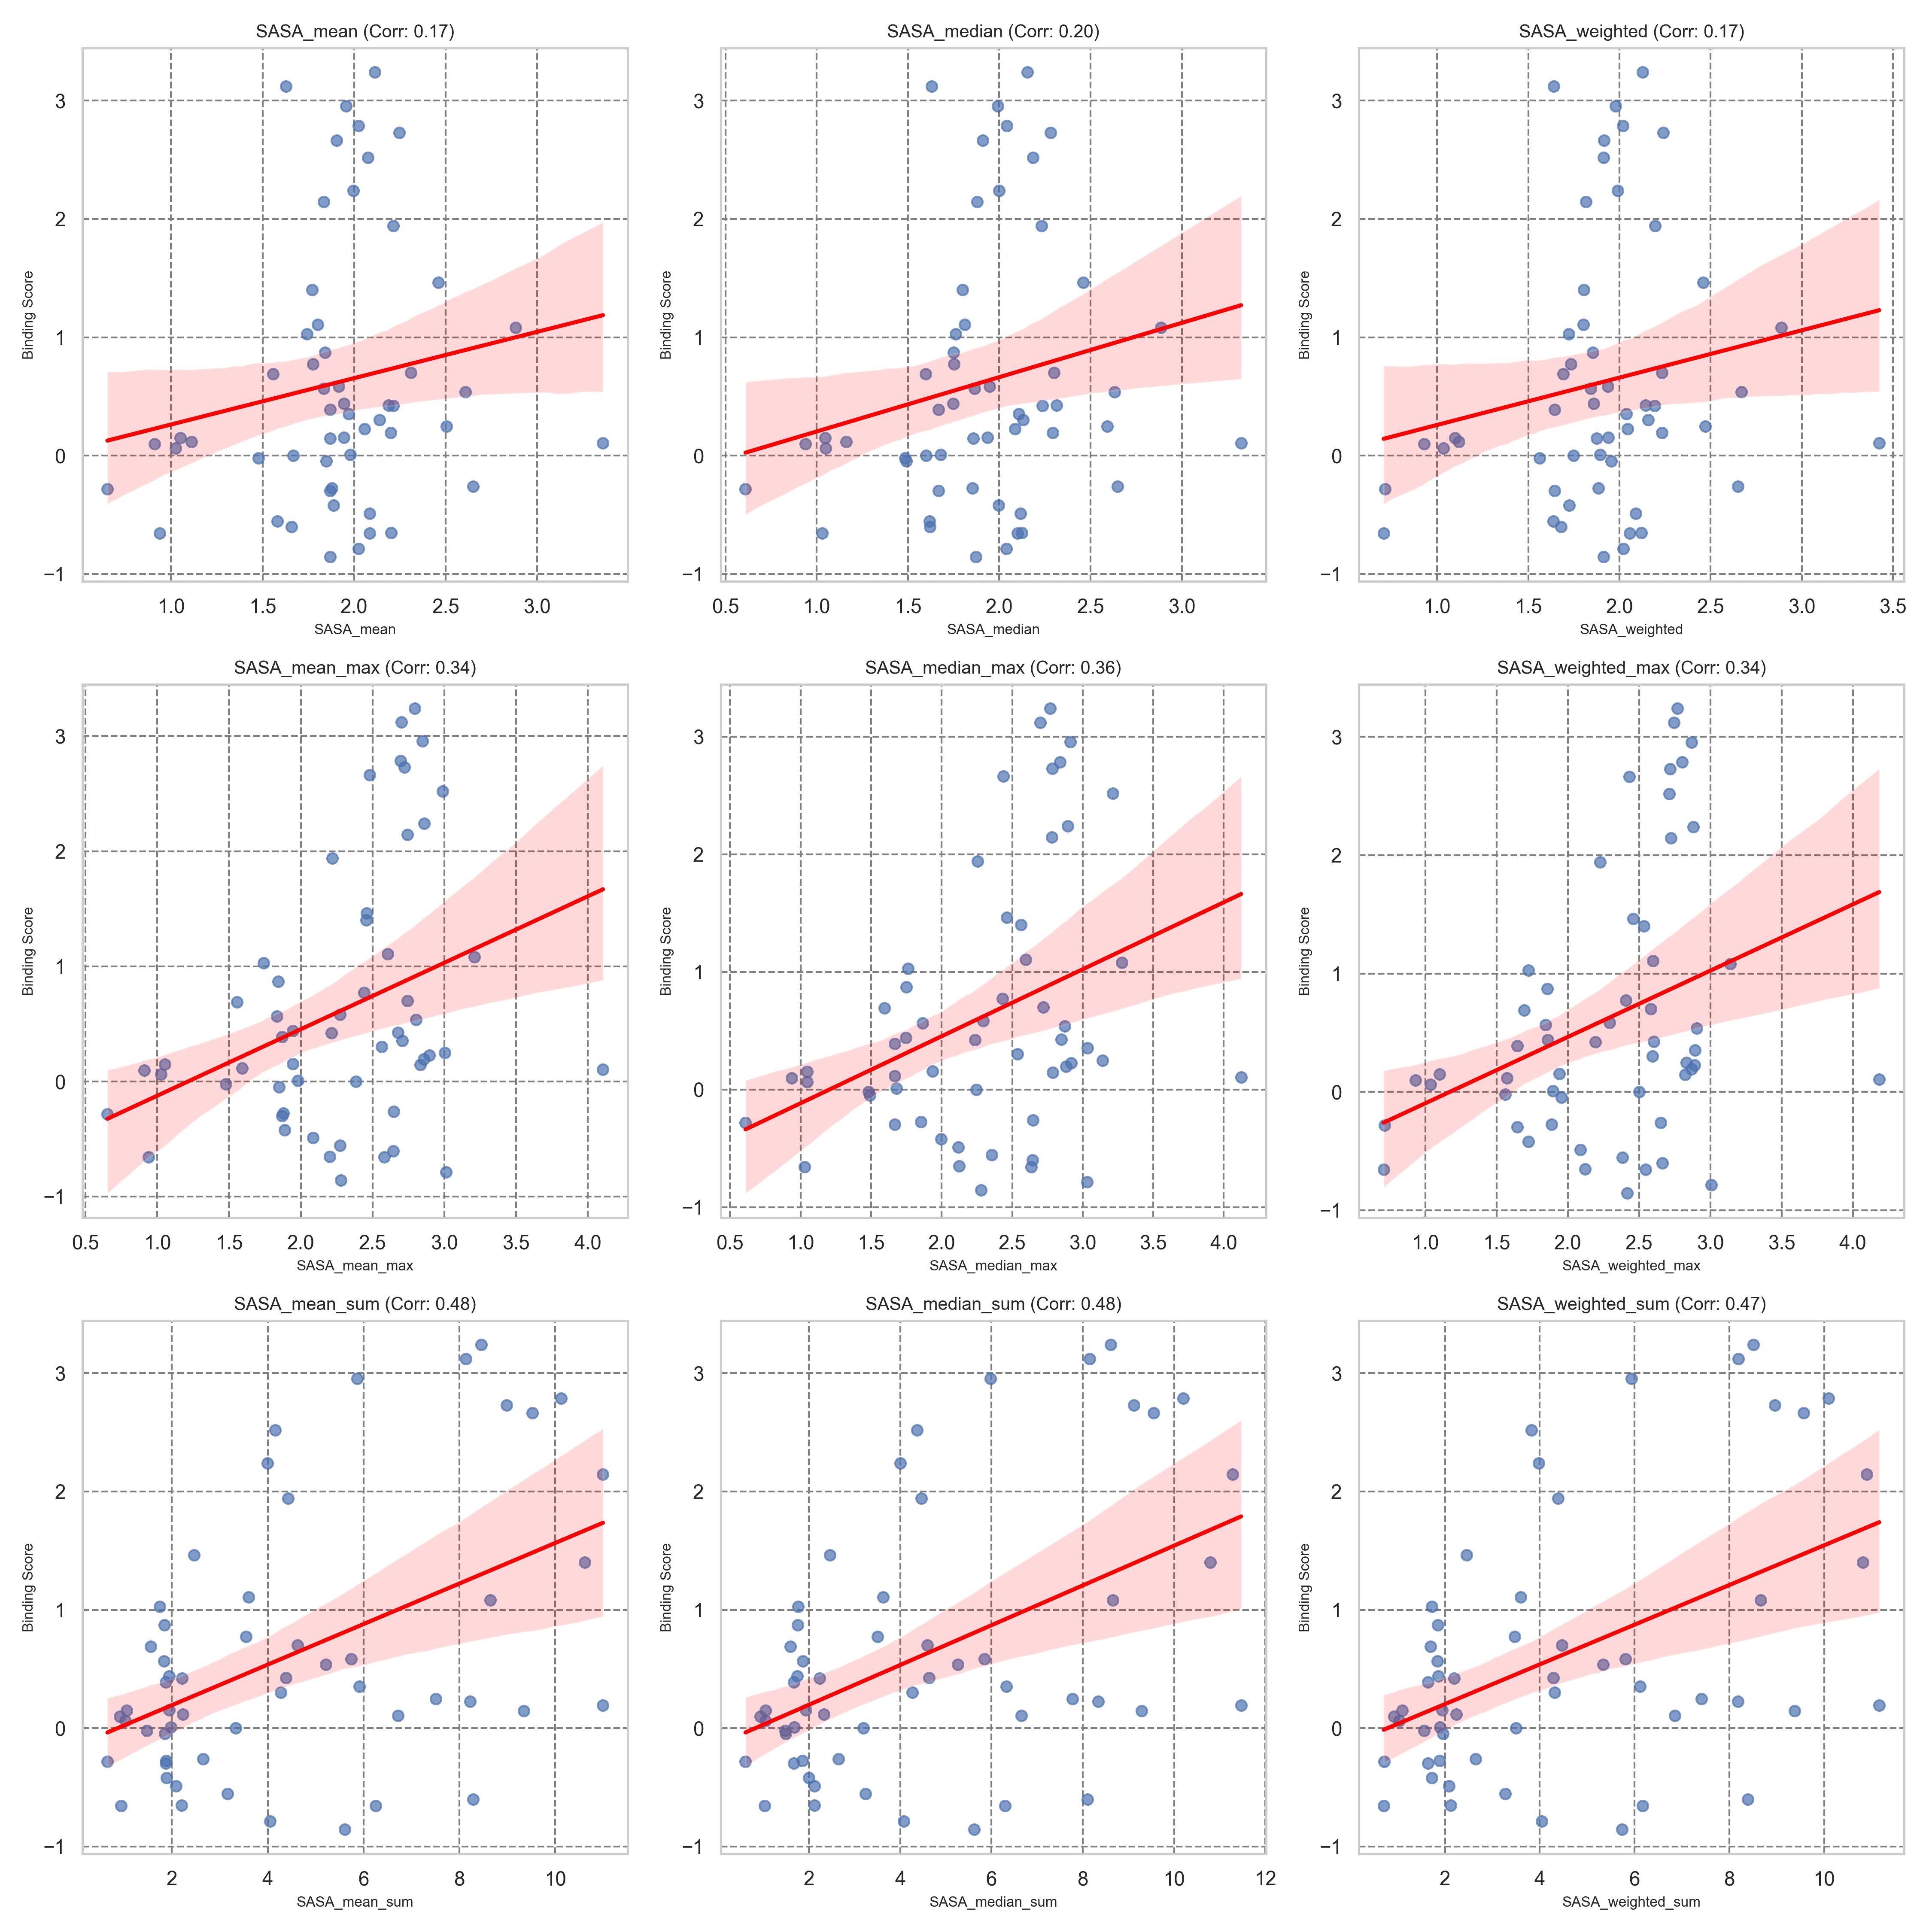 SASA_mean (Corr: 0.17)
SASA_median (Corr: 0.20)
SASA_weighted (Corr: 0.17)
Binding Score
3
2
1
0
−1
1.0 1.5 2.0 2.5 3.0
SASA_mean
Binding Score
3
2
1
0
−1
0.5 1.0 1.5 2.0 2.5 3.0
SASA_median
Binding Score
3
2
1
0
−1
1.0 1.5 2.0 2.5 3.0 3.5
SASA_weighted
SASA_mean_max (Corr: 0.34)
SASA_median_max (Corr: 0.36)
SASA_weighted_max (Corr: 0.34)
Binding Score
3
2
1
0
−1
0.5 1.0 1.5 2.0 2.5 3.0 3.5 4.0
SASA_mean_max
Binding Score
3
2
1
0
−1
0.5 1.0 1.5 2.0 2.5 3.0 3.5 4.0
SASA_median_max
Binding Score
3
2
1
0
−1
1.0 1.5 2.0 2.5 3.0 3.5 4.0
SASA_weighted_max
SASA_mean_sum (Corr: 0.48)
SASA_median_sum (Corr: 0.48)
SASA_weighted_sum (Corr: 0.47)
Binding Score
3
2
1
0
−1
2 4 6 8 10
SASA_mean_sum
Binding Score
3
2
1
0
−1
2 4 6 8 10 12
SASA_median_sum
Binding Score
3
2
1
0
−1
2 4 6 8 10
SASA_weighted_sum